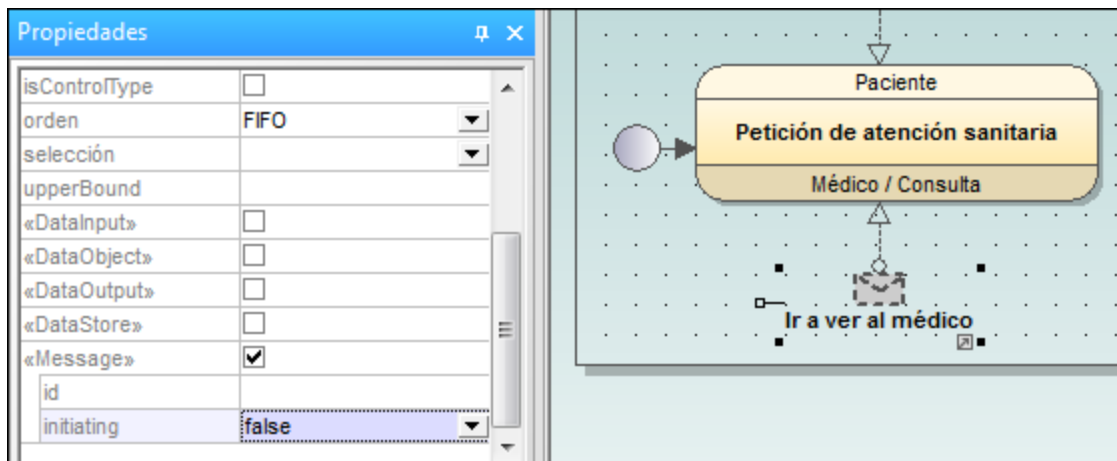 Propiedades
isControlType
orden FIFO
selección
upperBound
«DataInput»
«DataObject»
«DataOutput»
«DataStore»
«Message»
id
initiating false
Paciente
Petición de atención sanitaria
Médico / Consulta
Ir a ver al médico